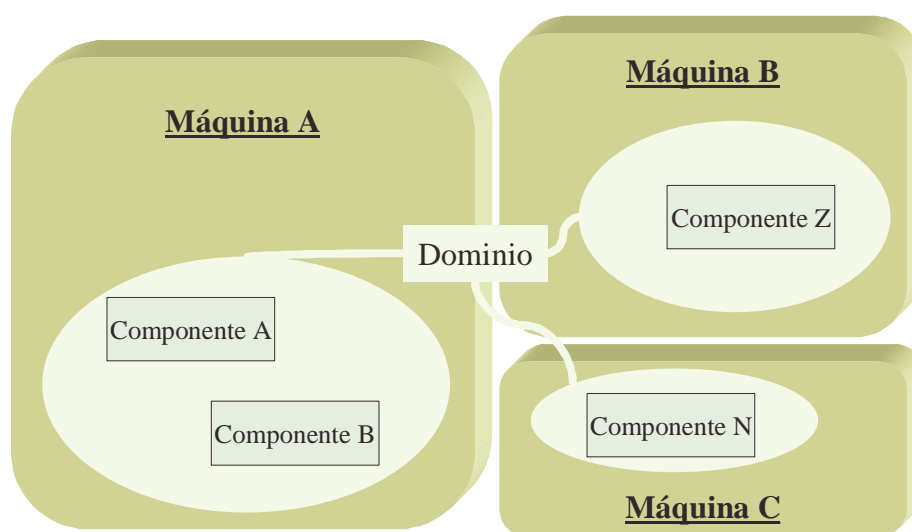 Máquina A
Componente A
Componente B
Dominio
Máquina B
Componente Z
Componente N
Máquina C